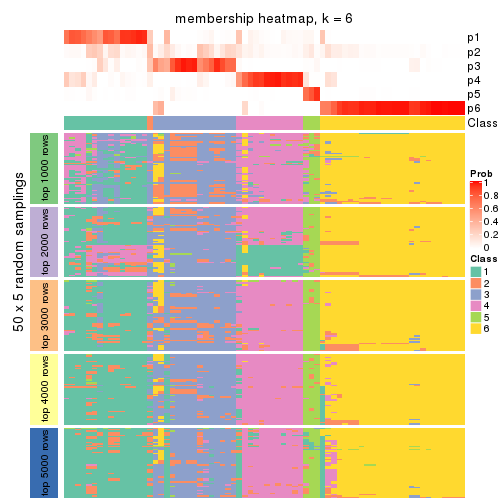 membership heatmap, k = 6
p1
p2
p3
p4
p5
p6
Class
50 x 5 random samplings
top 1000 rows
top 2000 rows
top 3000 rows
top 4000 rows
top 5000 rows
Prob
1
0.8
0.6
0.4
0.2
0
Class
1
2
3
4
5
6